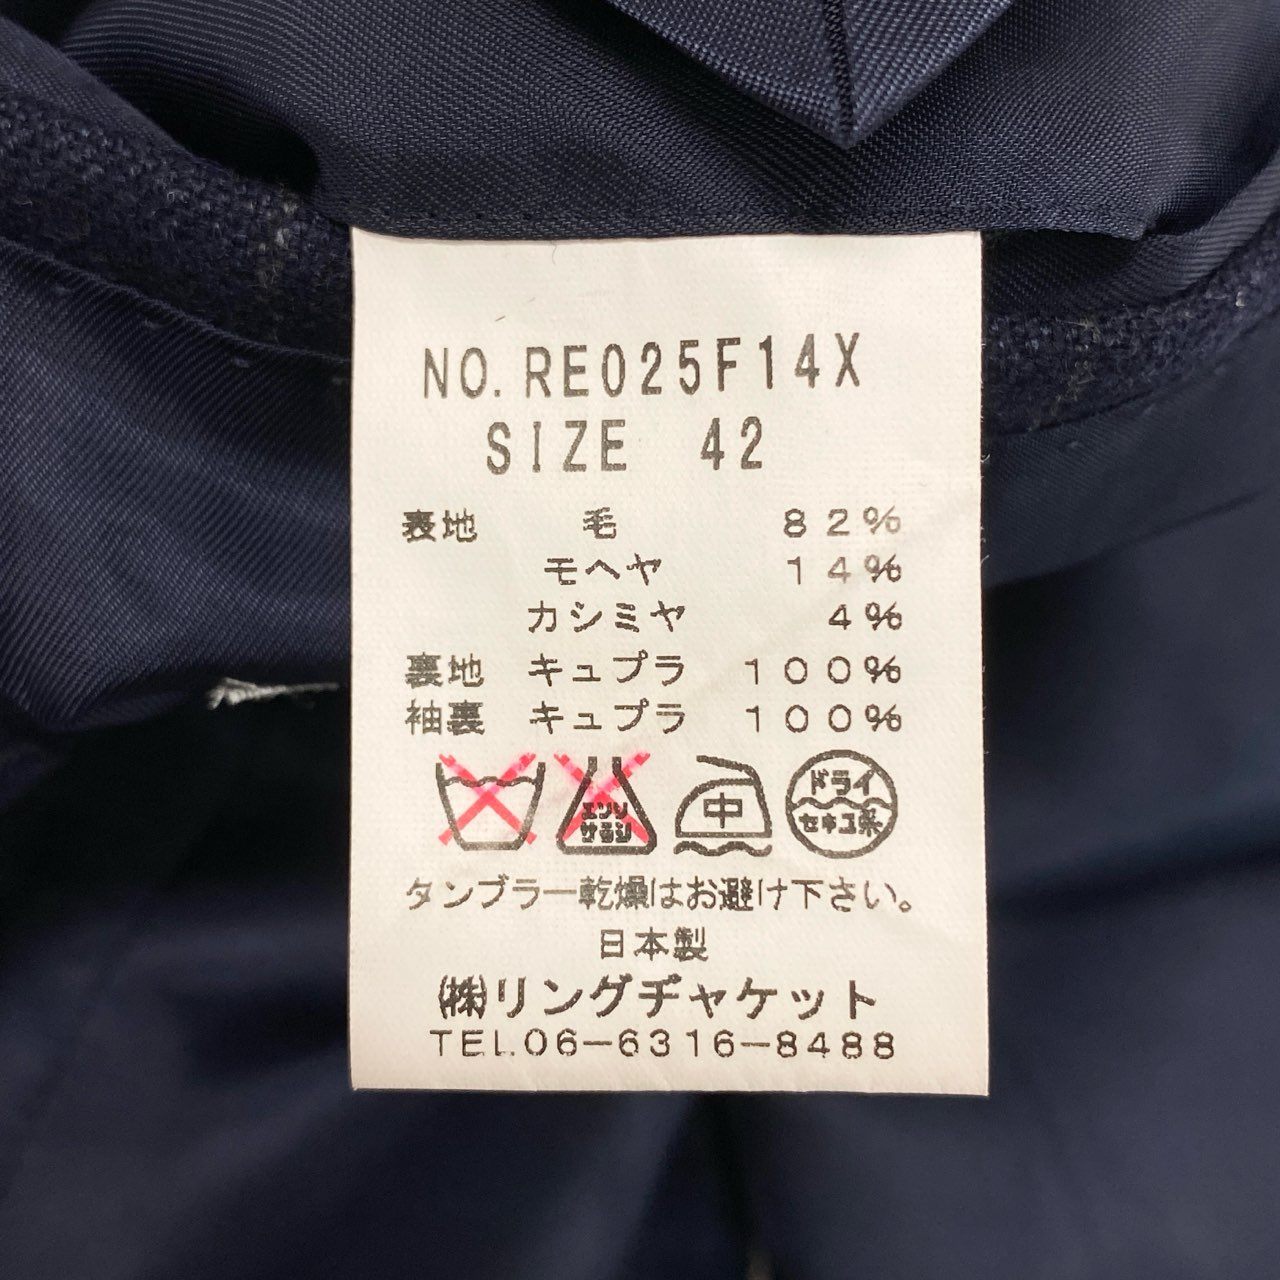 NO. RE025F14X
SIZE 42
表地 毛 82%
モヘヤ 14%
カシミヤ 4%
裏地 キュプラ 100%
袖裏 キュプラ 100%
エンソサラシ 中 ドライ セキユ系
タンブラー乾燥はお避け下さい。
日本製
㈱リングヂャケット
TEL06-6316-8488